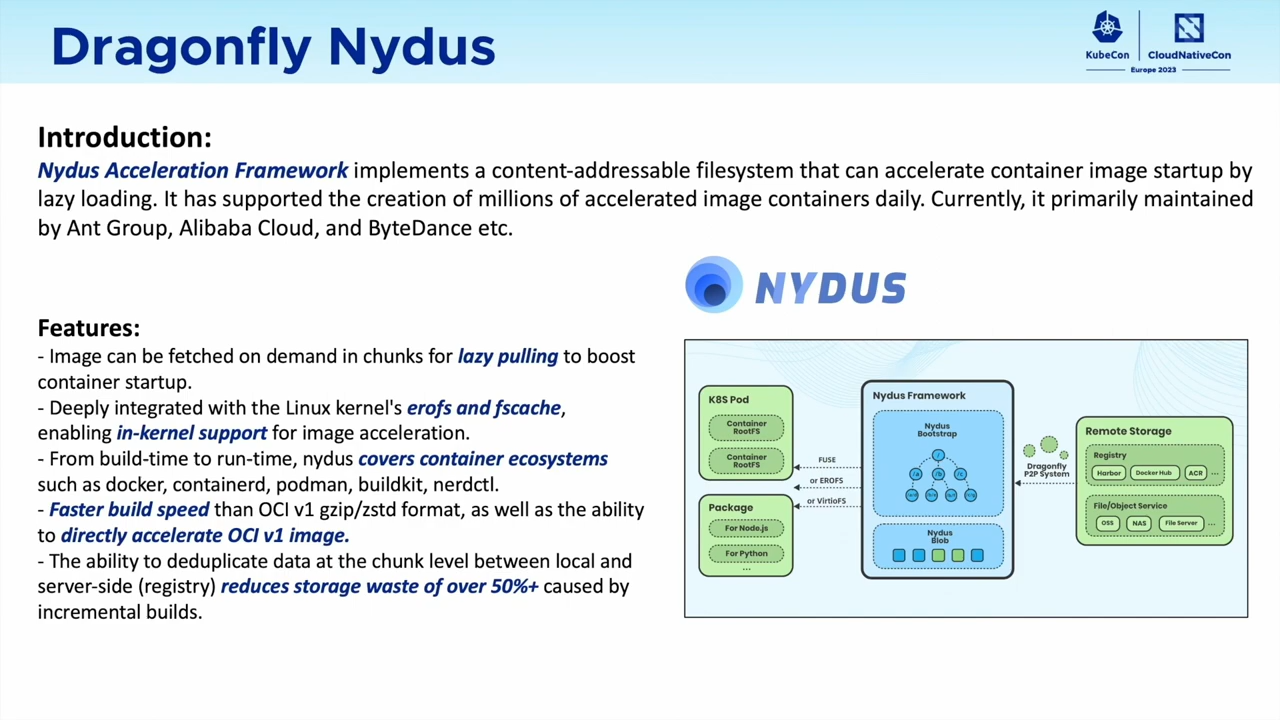 Dragonfly Nydus
KubeCon
CloudNativeCon
Europe 2023
Introduction:
Nydus Acceleration Framework implements a content-addressable filesystem that can accelerate container image startup by
lazy loading. It has supported the creation of millions of accelerated image containers daily. Currently, it primarily maintained
by Ant Group, Alibaba Cloud, and ByteDance etc.
NYDUS
Features:
- Image can be fetched on demand in chunks for lazy pulling to boost
container startup.
- Deeply integrated with the Linux kernel's erofs and fscache,
enabling in-kernel support for image acceleration.
- From build-time to run-time, nydus covers container ecosystems
such as docker, containerd, podman, buildkit, nerdctl.
- Faster build speed than OCI v1 gzip/zstd format, as well as the ability
to directly accelerate OCI v1 image.
- The ability to deduplicate data at the chunk level between local and
server-side (registry) reduces storage waste of over 50%+ caused by
incremental builds.
K8S Pod
Container
RootFS
Container
RootFS
Package
For Node.js
For Python
...
FUSE
or EROFS
or VirtioFS
Nydus Framework
Nydus
Bootstrap
/
Nydus
Blob
Dragonfly
P2P System
Remote Storage
Registry
Harbor
Docker Hub
ACR
...
File/Object Service
OSS
NAS
File Server
...